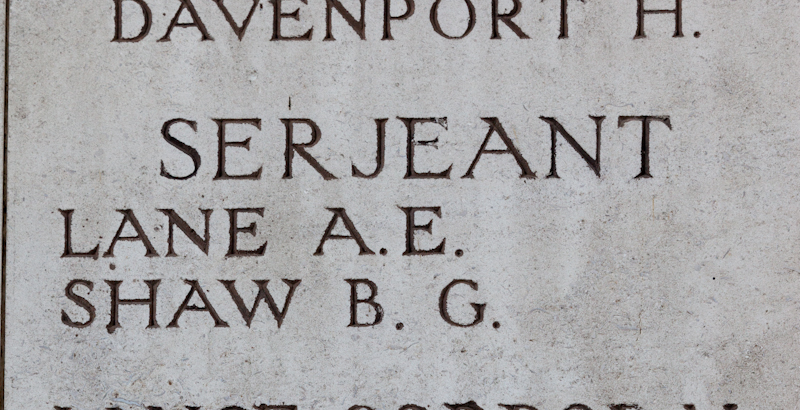 DAVENPORT H.
SERJEANT
LANE A.E.
SHAW B. G.